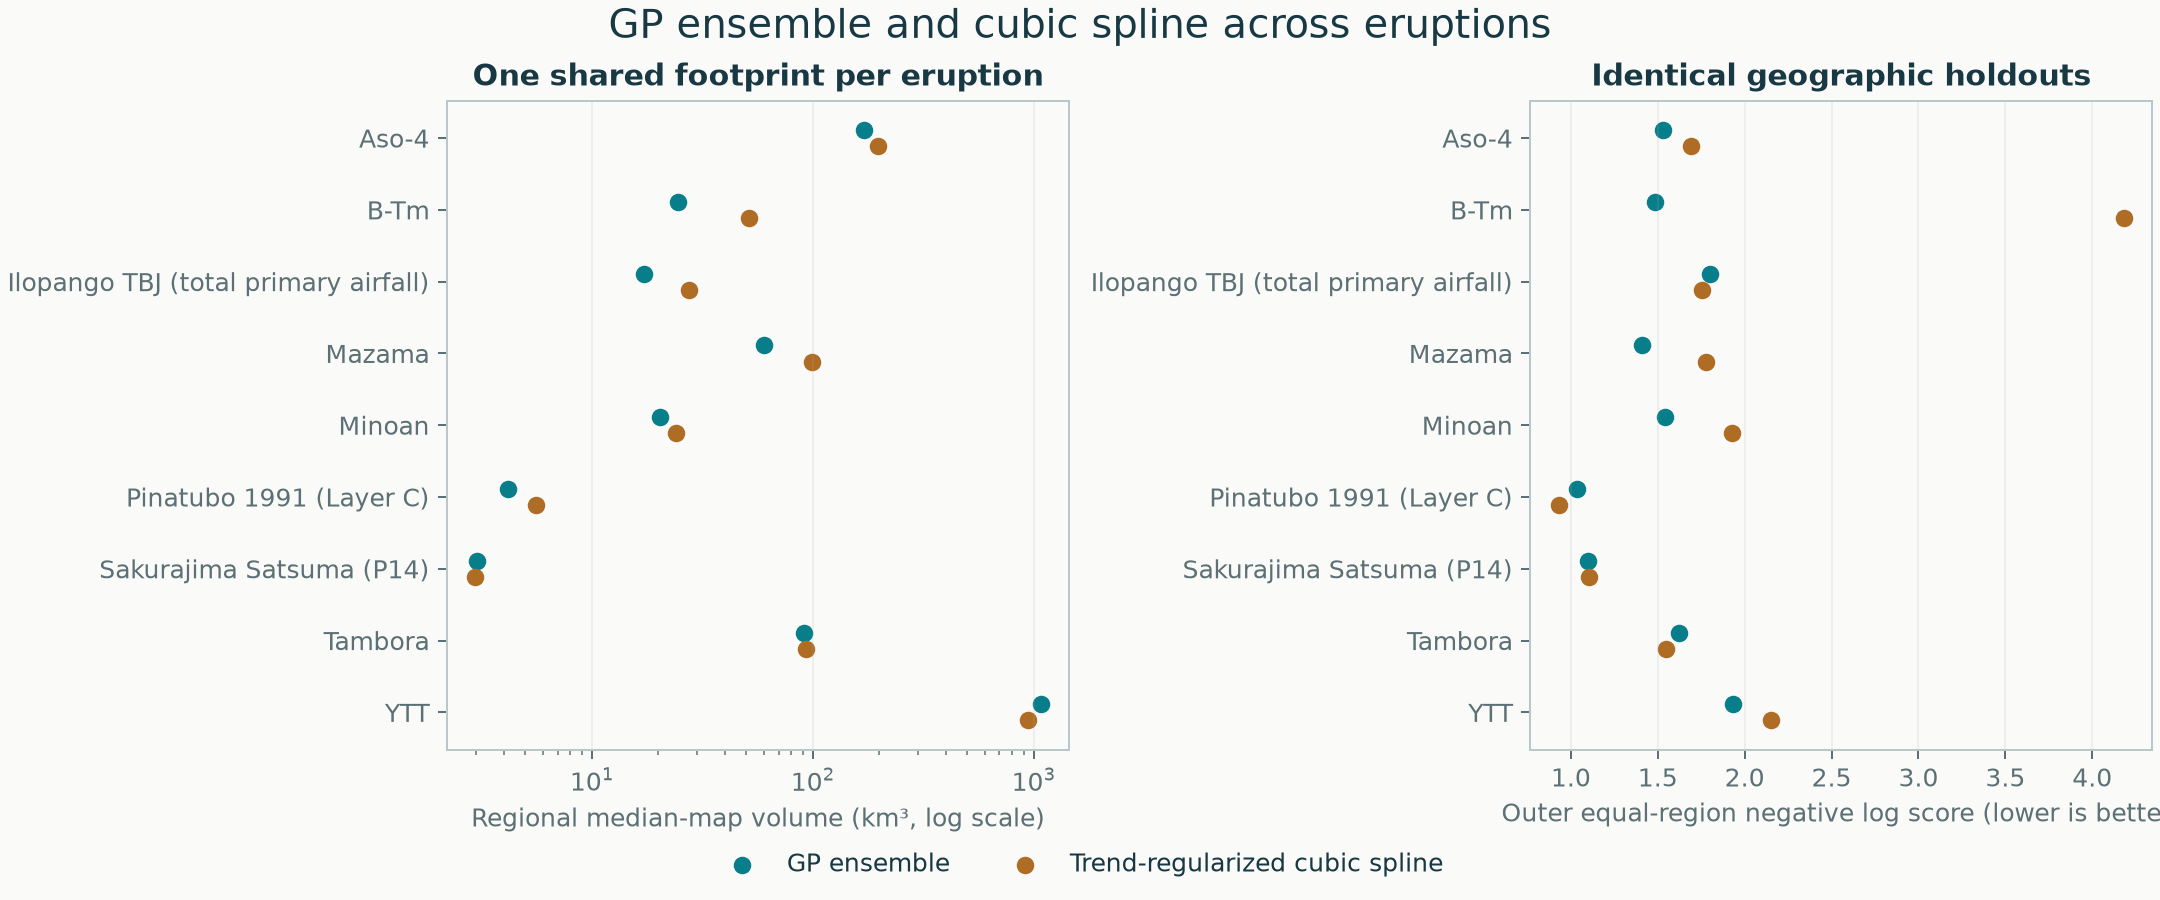 GP ensemble and cubic spline across eruptions
One shared footprint per eruption
Aso-4
B-Tm
Ilopango TBJ (total primary airfall)
Mazama
Minoan
Pinatubo 1991 (Layer C)
Sakurajima Satsuma (P14)
Tambora
YTT
10¹ 10² 10³
Regional median-map volume (km³, log scale)
Identical geographic holdouts
Aso-4
B-Tm
Ilopango TBJ (total primary airfall)
Mazama
Minoan
Pinatubo 1991 (Layer C)
Sakurajima Satsuma (P14)
Tambora
YTT
1.0 1.5 2.0 2.5 3.0 3.5 4.0
Outer equal-region negative log score (lower is bette
GP ensemble Trend-regularized cubic spline